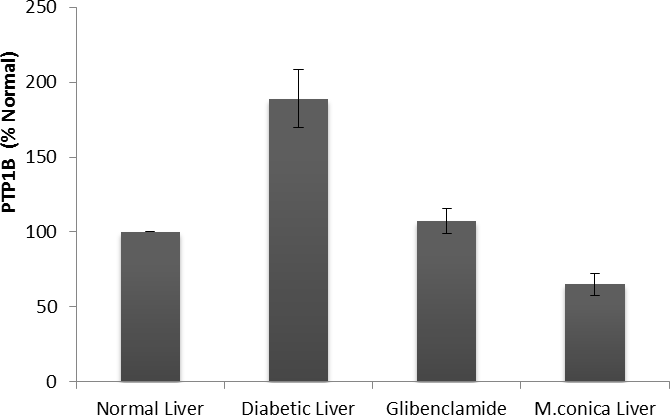 250
200
150
100
50
0
PTP1B (% Normal)
Normal Liver
Diabetic Liver
Glibenclamide
M.conica Liver